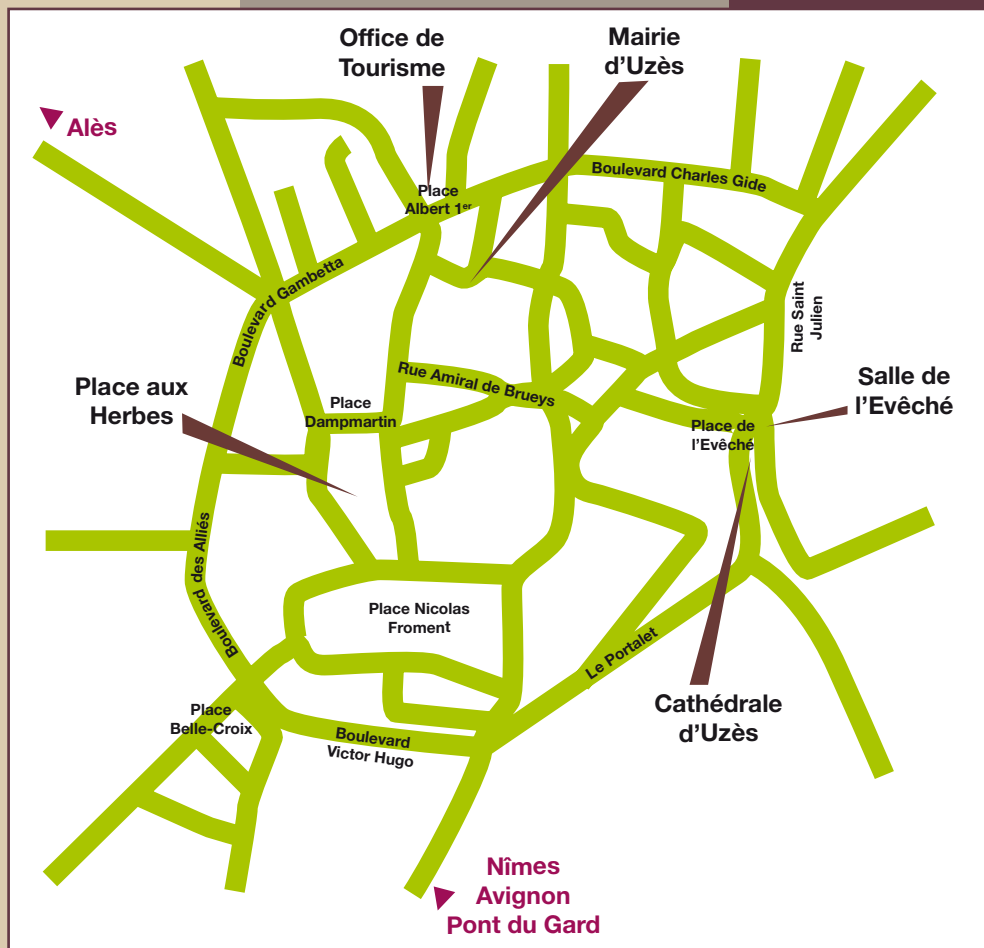 Office de
Tourisme
Mairie
d'Uzès
Alès
Boulevard Charles Gide
Place
Albert 1er
Boulevard Gambetta
Rue Saint
Julien
Place aux
Herbes
Rue Amiral de Brueys
Salle de
l'Evêché
Place
Dampmartin
Place de
l'Evêché
Boulevard des Alliés
Place Nicolas
Froment
Le Portalet
Cathédrale
d'Uzès
Place
Belle-Croix
Boulevard
Victor Hugo
Nîmes
Avignon
Pont du Gard